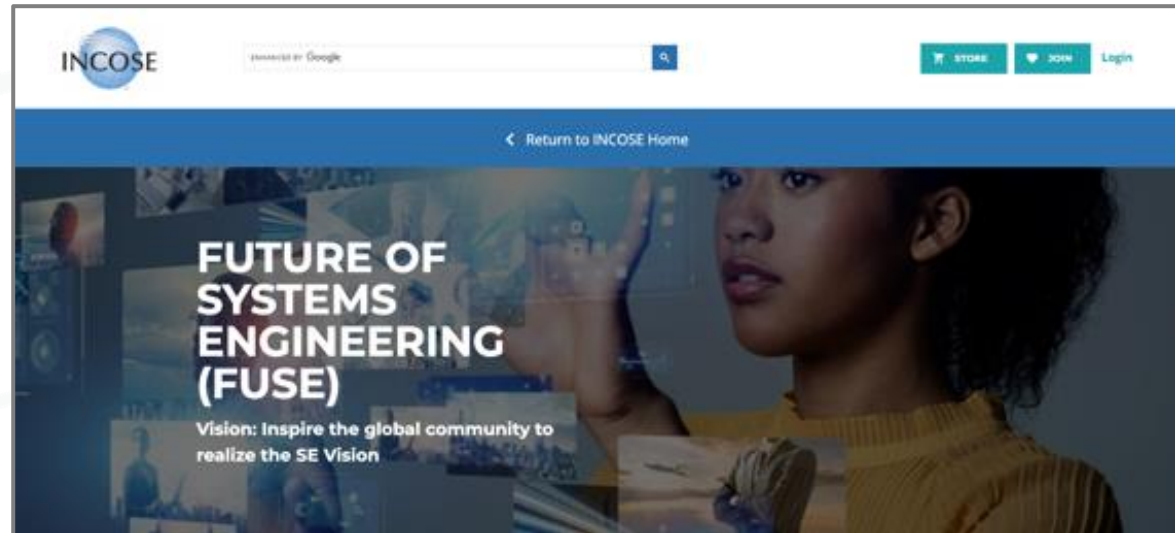 INCOSE
ENHANCED BY Google
STORE
JOIN
Login
Return to INCOSE Home
FUTURE OF
SYSTEMS
ENGINEERING
(FUSE)
Vision: Inspire the global community to
realize the SE Vision